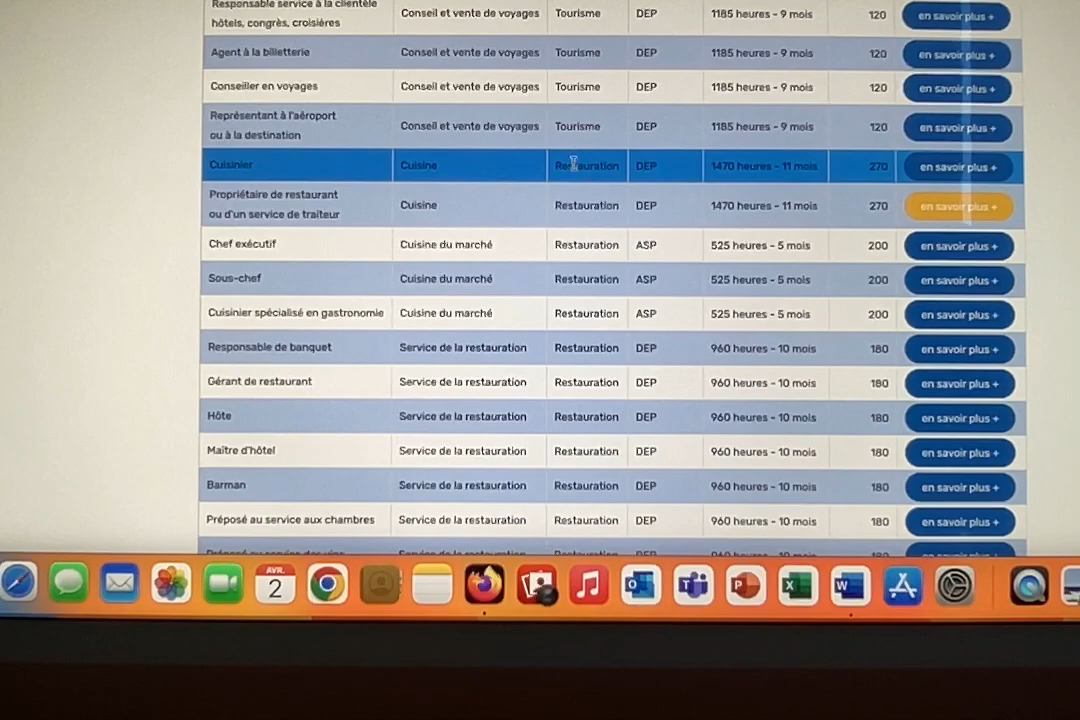 Responsable service à la clientèle
hôtels, congrès, croisières Conseil et vente de voyages Tourisme DEP 1185 heures - 9 mois 120 en savoir plus +
Agent à la billetterie Conseil et vente de voyages Tourisme DEP 1185 heures - 9 mois 120 en savoir plus +
Conseiller en voyages Conseil et vente de voyages Tourisme DEP 1185 heures - 9 mois 120 en savoir plus +
Représentant à l'aéroport
ou à la destination Conseil et vente de voyages Tourisme DEP 1185 heures - 9 mois 120 en savoir plus +
Cuisinier Cuisine Restauration DEP 1470 heures - 11 mois 270 en savoir plus +
Propriétaire de restaurant
ou d'un service de traiteur Cuisine Restauration DEP 1470 heures - 11 mois 270 en savoir plus +
Chef exécutif Cuisine du marché Restauration ASP 525 heures - 5 mois 200 en savoir plus +
Sous-chef Cuisine du marché Restauration ASP 525 heures - 5 mois 200 en savoir plus +
Cuisinier spécialisé en gastronomie Cuisine du marché Restauration ASP 525 heures - 5 mois 200 en savoir plus +
Responsable de banquet Service de la restauration Restauration DEP 960 heures - 10 mois 180 en savoir plus +
Gérant de restaurant Service de la restauration Restauration DEP 960 heures - 10 mois 180 en savoir plus +
Hôte Service de la restauration Restauration DEP 960 heures - 10 mois 180 en savoir plus +
Maître d'hôtel Service de la restauration Restauration DEP 960 heures - 10 mois 180 en savoir plus +
Barman Service de la restauration Restauration DEP 960 heures - 10 mois 180 en savoir plus +
Préposé au service aux chambres Service de la restauration Restauration DEP 960 heures - 10 mois 180 en savoir plus +
AVR.
2
O T P X W